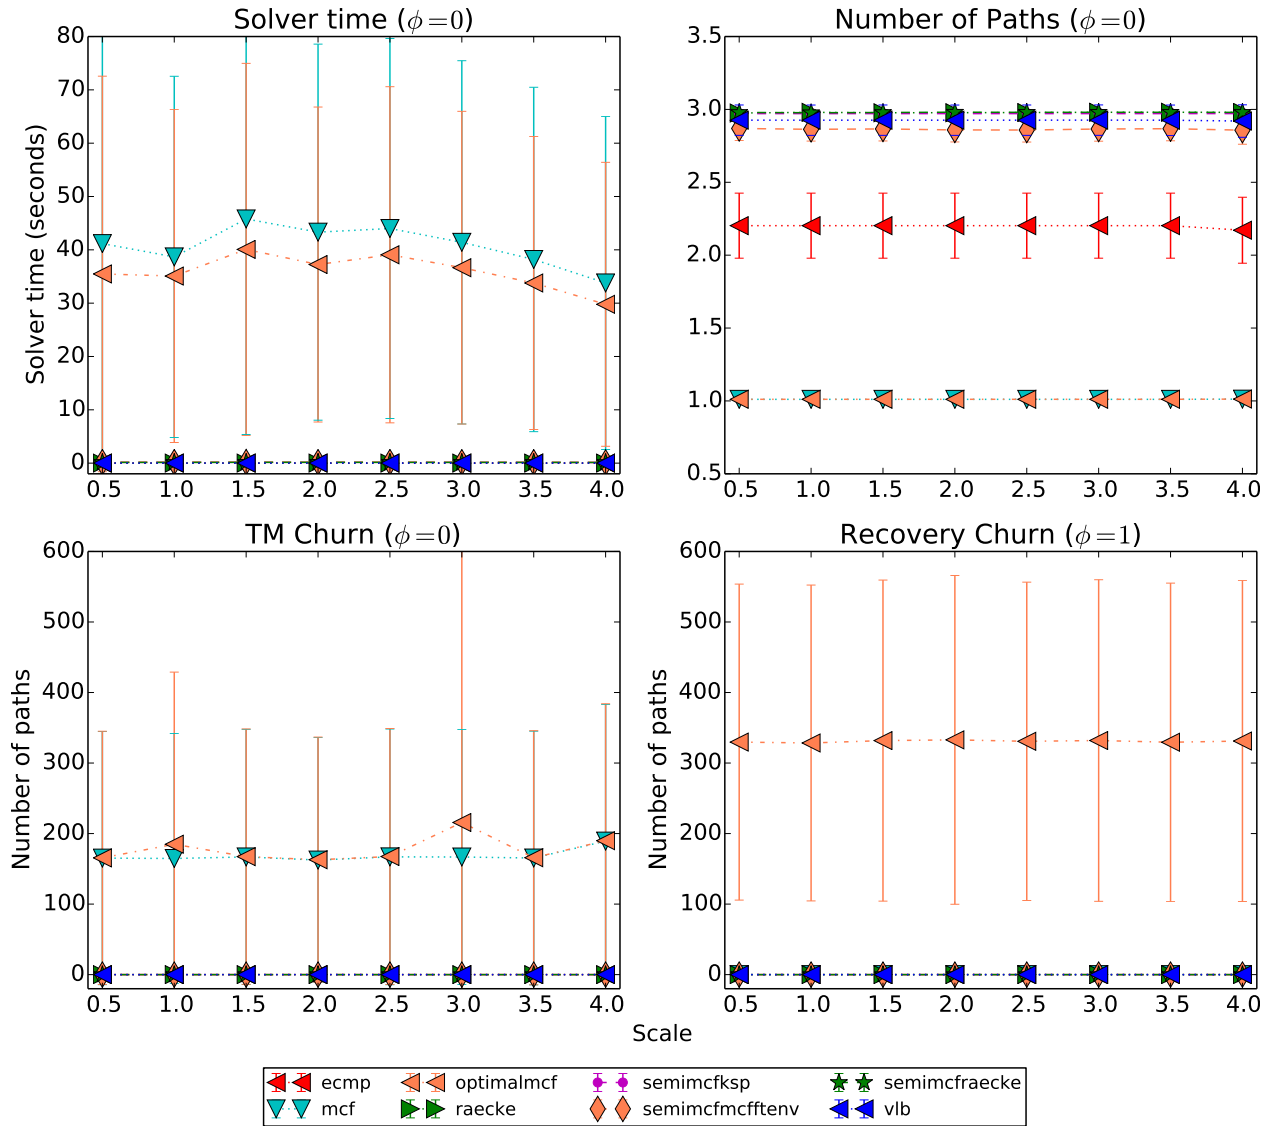 Solver time (ϕ=0)
Solver time (seconds)
80
70
60
50
40
30
20
10
0
0.5 1.0 1.5 2.0 2.5 3.0 3.5 4.0
Number of Paths (ϕ=0)
3.5
3.0
2.5
2.0
1.5
1.0
0.5
0.5 1.0 1.5 2.0 2.5 3.0 3.5 4.0
TM Churn (ϕ=0)
Number of paths
600
500
400
300
200
100
0
0.5 1.0 1.5 2.0 2.5 3.0 3.5 4.0
Recovery Churn (ϕ=1)
Number of paths
600
500
400
300
200
100
0
0.5 1.0 1.5 2.0 2.5 3.0 3.5 4.0
Scale
ecmp optimalmcf semimcfksp semimcfraecke
mcf raecke semimcfmcfftenv vlb